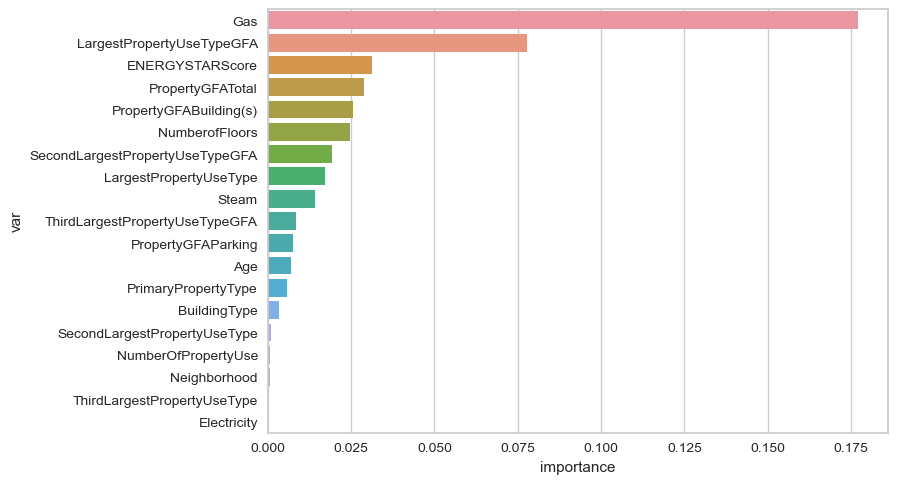 Gas
LargestPropertyUseTypeGFA
ENERGYSTARScore
PropertyGFATotal
PropertyGFABuilding(s)
NumberofFloors
SecondLargestPropertyUseTypeGFA
LargestPropertyUseType
Steam
ThirdLargestPropertyUseTypeGFA
PropertyGFAParking
Age
PrimaryPropertyType
BuildingType
SecondLargestPropertyUseType
NumberOfPropertyUse
Neighborhood
ThirdLargestPropertyUseType
Electricity
var
0.000 0.025 0.050 0.075 0.100 0.125 0.150 0.175
importance